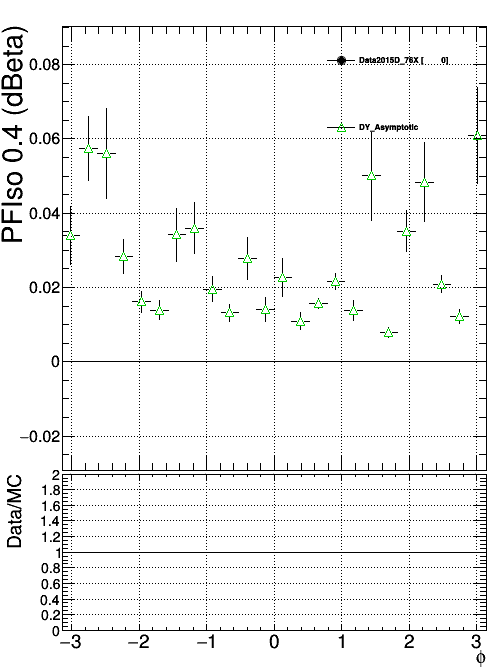 PFIso 0.4 (dBeta)
0.08
0.06
0.04
0.02
0
−0.02
Data2015D_76X [ 0]
DY_Asymptotic
Data/MC
2
1.8
1.6
1.4
1.2
1
0.8
0.6
0.4
0.2
0
−3 −2 −1 0 1 2 3
ϕ